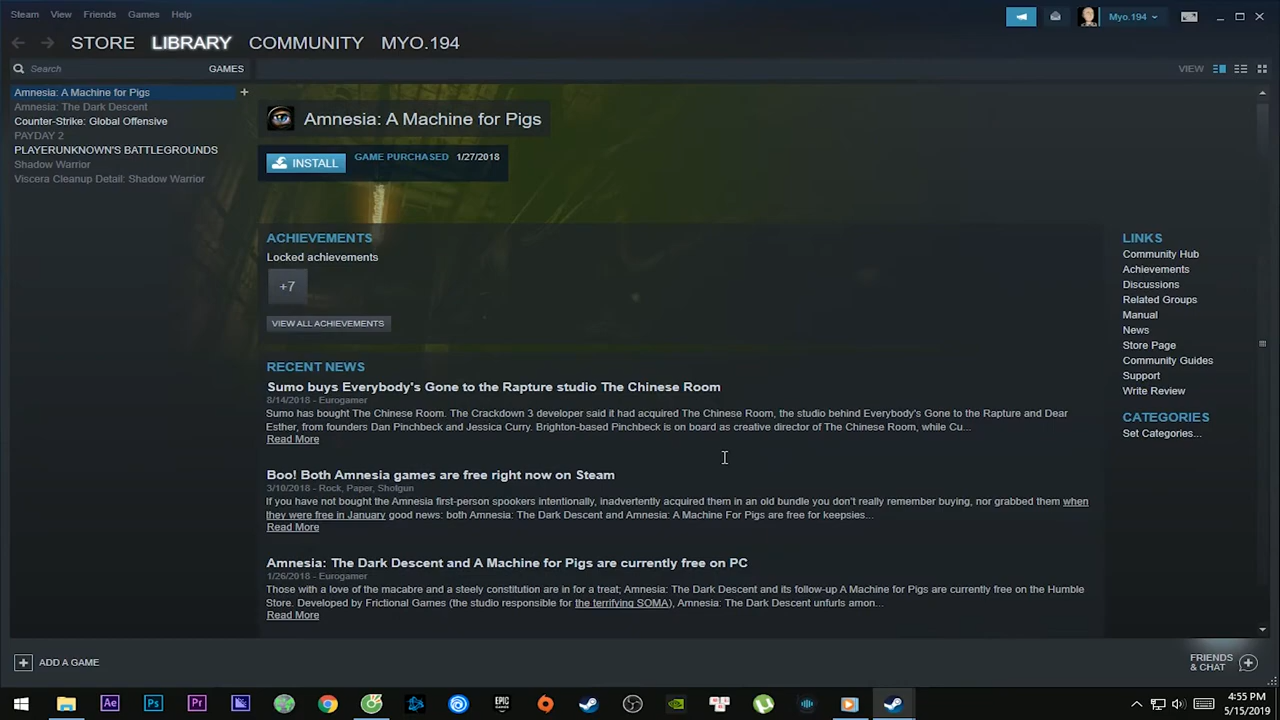 Steam View Friends Games Help
Myo.194
STORE LIBRARY COMMUNITY MYO.194
Search GAMES VIEW
Amnesia: A Machine for Pigs
Amnesia: The Dark Descent
Counter-Strike: Global Offensive
PAYDAY 2
PLAYERUNKNOWN'S BATTLEGROUNDS
Shadow Warrior
Viscera Cleanup Detail: Shadow Warrior
Amnesia: A Machine for Pigs
INSTALL GAME PURCHASED 1/27/2018
ACHIEVEMENTS
Locked achievements
+7
VIEW ALL ACHIEVEMENTS
RECENT NEWS
Sumo buys Everybody's Gone to the Rapture studio The Chinese Room
8/14/2018 - Eurogamer
Sumo has bought The Chinese Room. The Crackdown 3 developer said it had acquired The Chinese Room, the studio behind Everybody's Gone to the Rapture and Dear
Esther, from founders Dan Pinchbeck and Jessica Curry. Brighton-based Pinchbeck is on board as creative director of The Chinese Room, while Cu...
Read More
Boo! Both Amnesia games are free right now on Steam
3/10/2018 - Rock, Paper, Shotgun
If you have not bought the Amnesia first-person spookers intentionally, inadvertently acquired them in an old bundle you don't really remember buying, nor grabbed them when
they were free in January good news: both Amnesia: The Dark Descent and Amnesia: A Machine For Pigs are free for keepsies...
Read More
Amnesia: The Dark Descent and A Machine for Pigs are currently free on PC
1/26/2018 - Eurogamer
Those with a love of the macabre and a steely constitution are in for a treat; Amnesia: The Dark Descent and its follow-up A Machine for Pigs are currently free on the Humble
Store. Developed by Frictional Games (the studio responsible for the terrifying SOMA), Amnesia: The Dark Descent unfurls amon...
Read More
LINKS
Community Hub
Achievements
Discussions
Related Groups
Manual
News
Store Page
Community Guides
Support
Write Review
CATEGORIES
Set Categories...
ADD A GAME
FRIENDS
& CHAT
Ae Ps Pr
EPIC
GAMES
4:55 PM
5/15/2019